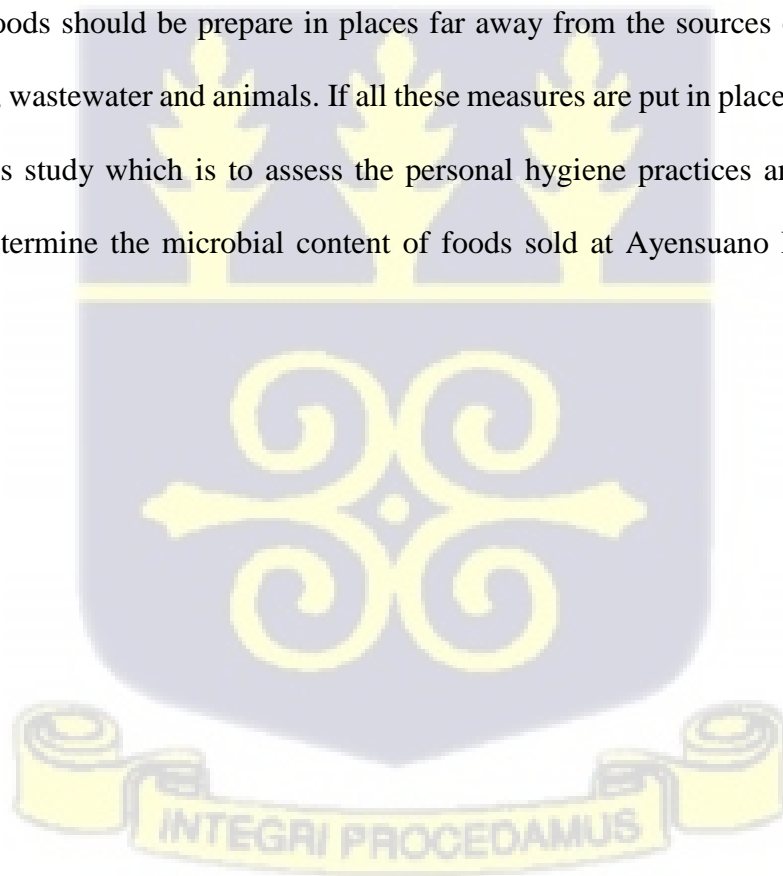 oods should be prepare in places far away from the sources
wastewater and animals. If all these measures are put in place
s study which is to assess the personal hygiene practices
termine the microbial content of foods sold at Ayensuano
INTEGRI PROCEDAMUS